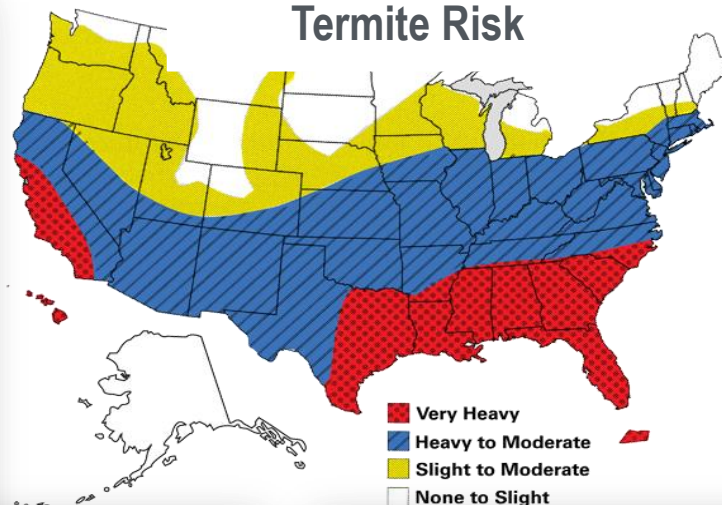 Termite Risk
Very Heavy
Heavy to Moderate
Slight to Moderate
None to Slight